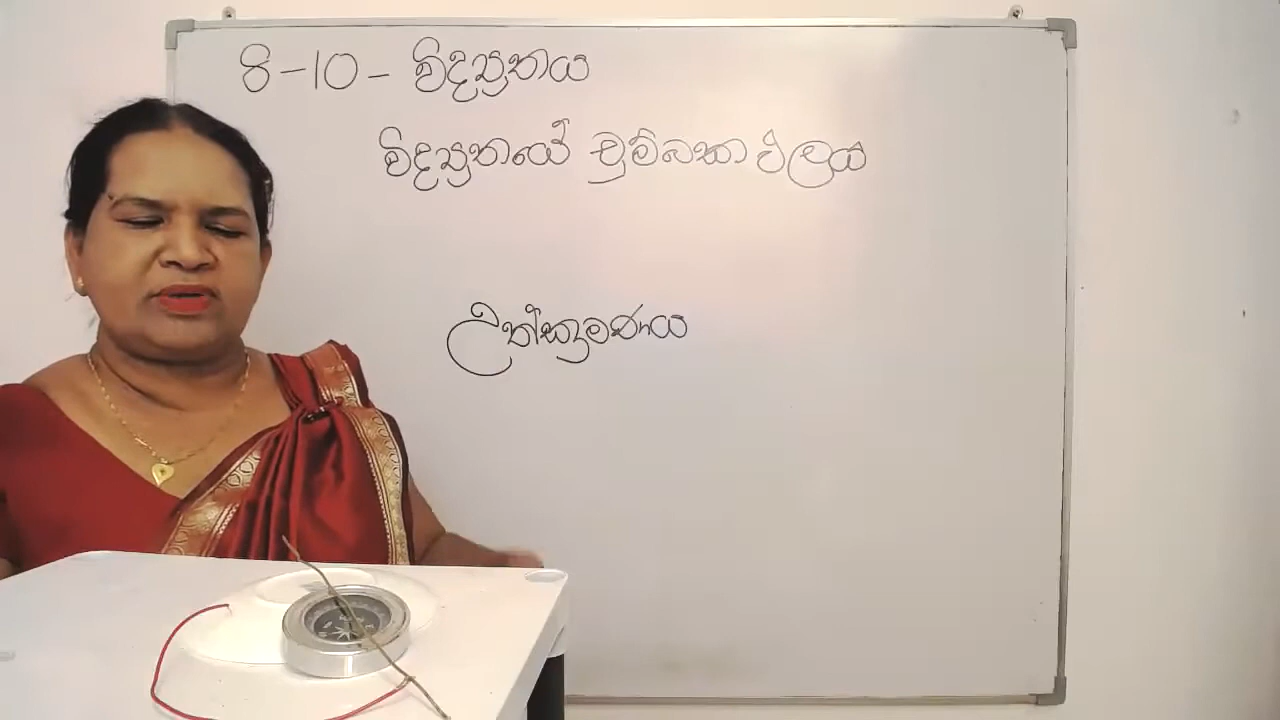 8-10- විද්‍යුතය
විද්‍යුතයේ චුම්බක ඵලය
උත්ක්‍රමණය